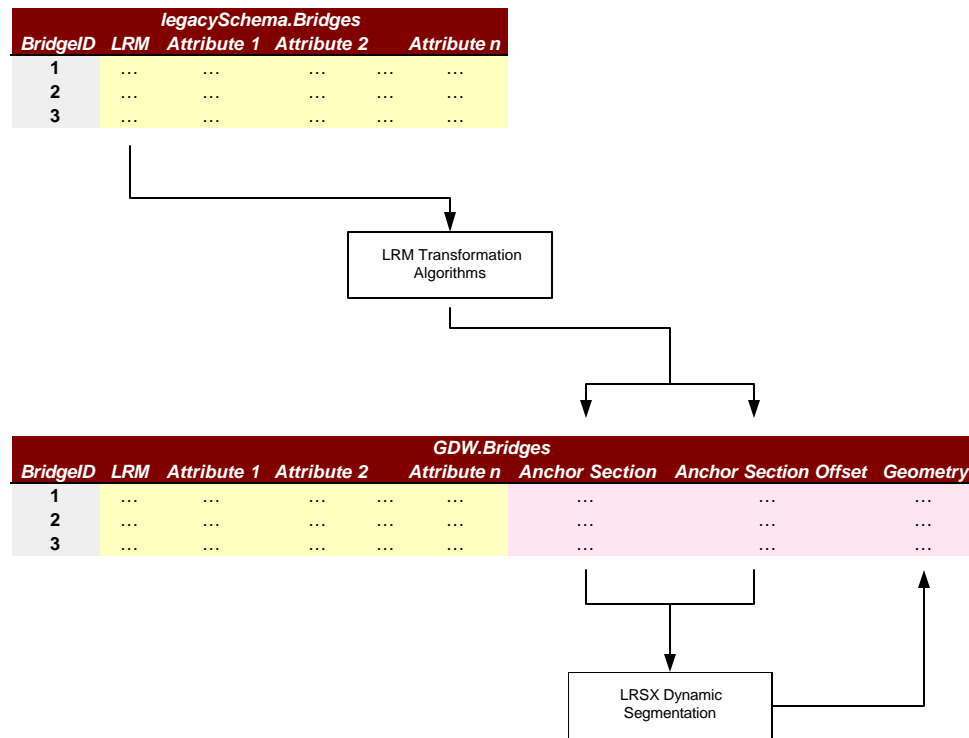 legacySchema.Bridges
BridgeID LRM Attribute 1 Attribute 2 Attribute n
1 … … … … …
2 … … … … …
3 … … … … …
LRM Transformation
Algorithms
GDW.Bridges
BridgeID LRM Attribute 1 Attribute 2 Attribute n Anchor Section Anchor Section Offset Geometry
1 … … … … … … … …
2 … … … … … … … …
3 … … … … … … … …
LRSX Dynamic
Segmentation